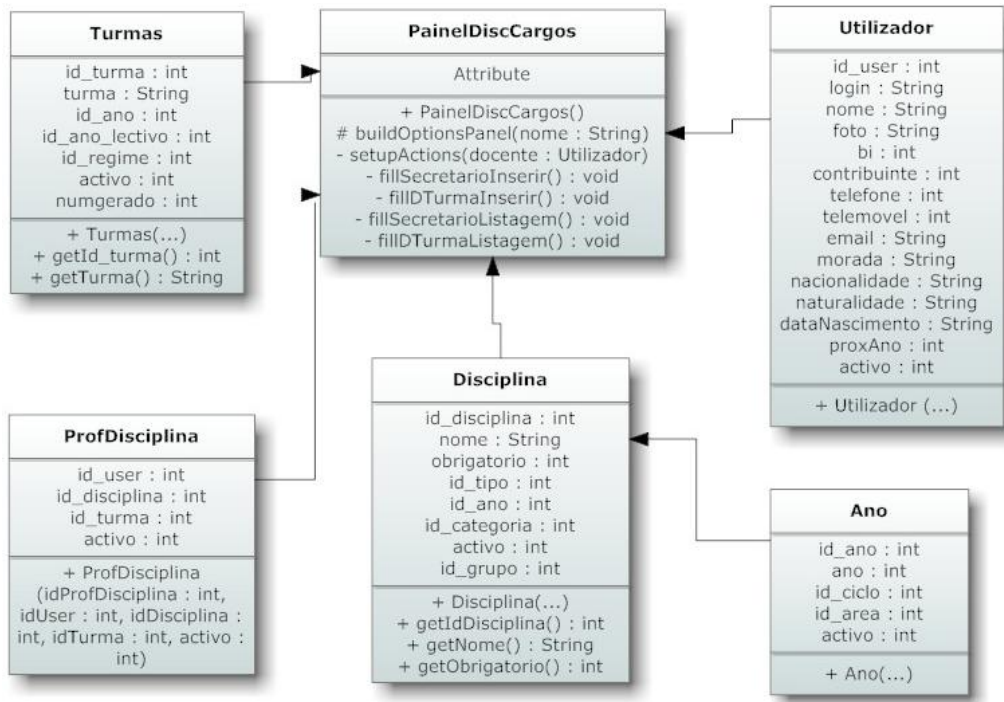 Turmas
id_turma : int
turma : String
id_ano : int
id_ano_lectivo : int
id_regime : int
activo : int
numgerado : int
+ Turmas(...)
+ getId_turma() : int
+ getTurma() : String
PainelDiscCargos
Attribute
+ PainelDiscCargos()
# buildOptionsPanel(nome : String)
- setupActions(docente : Utilizador)
- fillSecretarioInserir() : void
- fillDTurmaInserir() : void
- fillSecretarioListagem() : void
- fillDTurmaListagem() : void
Utilizador
id_user : int
login : String
nome : String
foto : String
bi : int
contribuinte : int
telefone : int
telemovel : int
email : String
morada : String
nacionalidade : String
naturalidade : String
dataNascimento : String
proxAno : int
activo : int
+ Utilizador (...)
ProfDisciplina
id_user : int
id_disciplina : int
id_turma : int
activo : int
+ ProfDisciplina
(idProfDisciplina : int,
idUser : int, idDisciplina :
int, idTurma : int, activo :
int)
Disciplina
id_disciplina : int
nome : String
obrigatorio : int
id_tipo : int
id_ano : int
id_categoria : int
activo : int
id_grupo : int
+ Disciplina(...)
+ getIdDisciplina() : int
+ getNome() : String
+ getObrigatorio() : int
Ano
id_ano : int
ano : int
id_ciclo : int
id_area : int
activo : int
+ Ano(...)